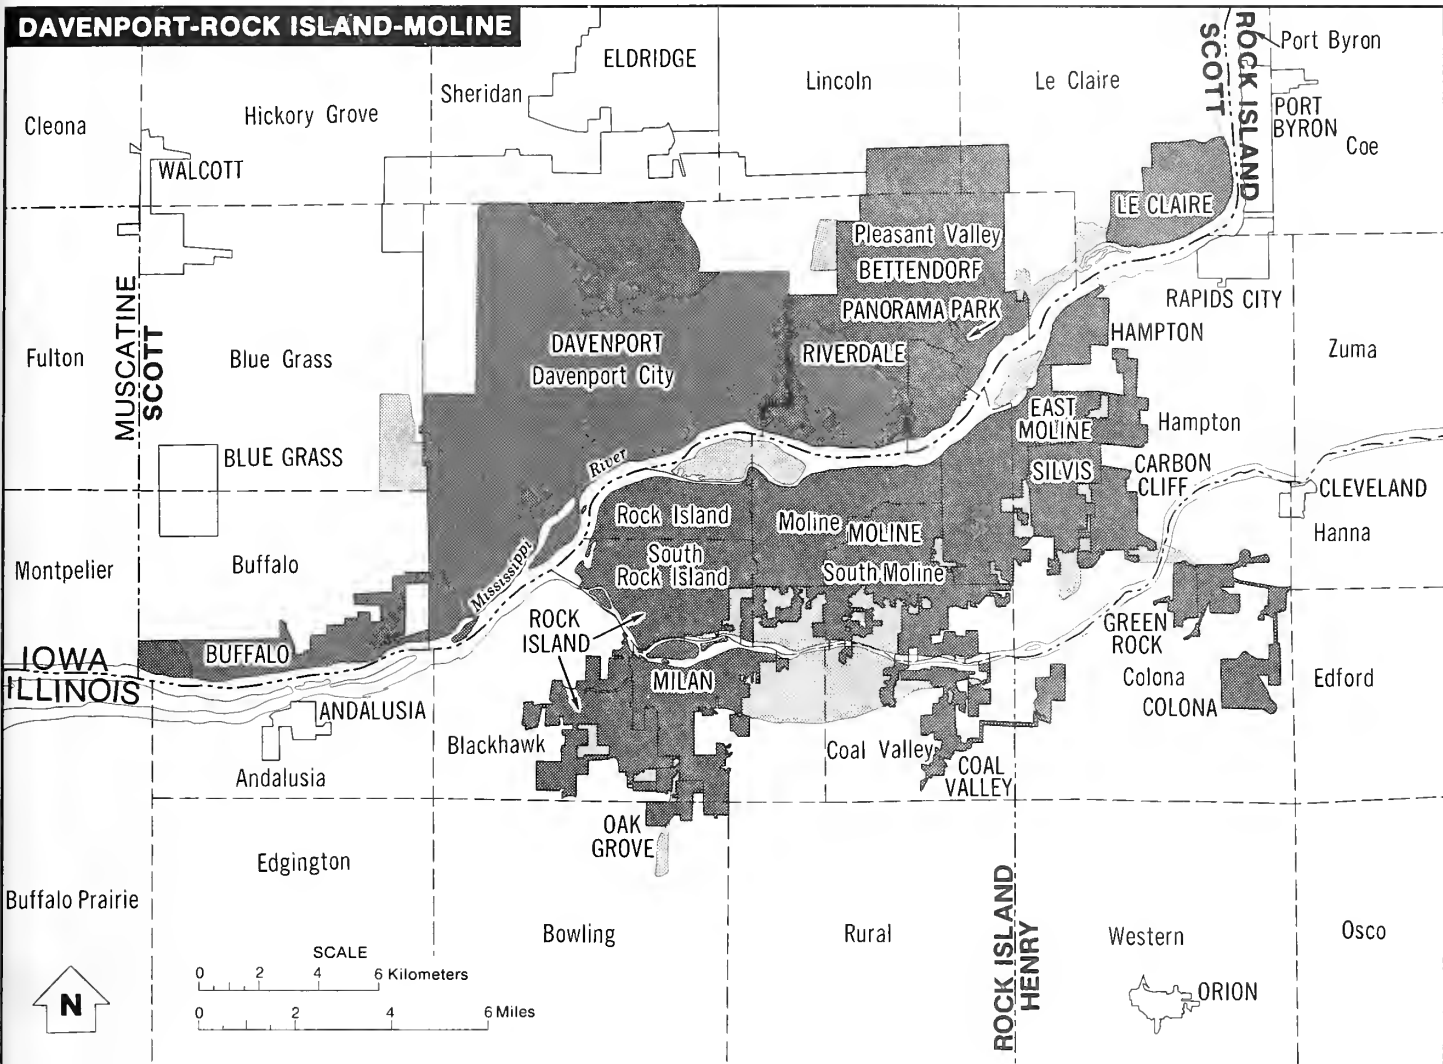 DAVENPORT-ROCK ISLAND-MOLINE
ELDRIDGE
Sheridan
Lincoln
Le Claire
SCOTT
ROCK ISLAND
Port Byron
PORT
BYRON
Coe
Cleona
Hickory Grove
WALCOTT
LE CLAIRE
Pleasant Valley
BETTENDORF
PANORAMA PARK
RIVERDALE
RAPIDS CITY
HAMPTON
MUSCATINE
SCOTT
Fulton
Blue Grass
DAVENPORT
Davenport City
Zuma
EAST
MOLINE
Hampton
BLUE GRASS
River
SILVIS
CARBON
CLIFF
CLEVELAND
Hanna
Rock Island
Moline
MOLINE
South
Rock Island
South Moline
Mississippi
Montpelier
Buffalo
ROCK
ISLAND
GREEN
ROCK
BUFFALO
IOWA
ILLINOIS
MILAN
Colona
COLONA
Edford
ANDALUSIA
Blackhawk
Coal Valley
COAL
VALLEY
Andalusia
OAK
GROVE
Edgington
Buffalo Prairie
Bowling
Rural
ROCK ISLAND
HENRY
Western
Osco
ORION
SCALE
0 2 4 6 Kilometers
0 2 4 6 Miles
N